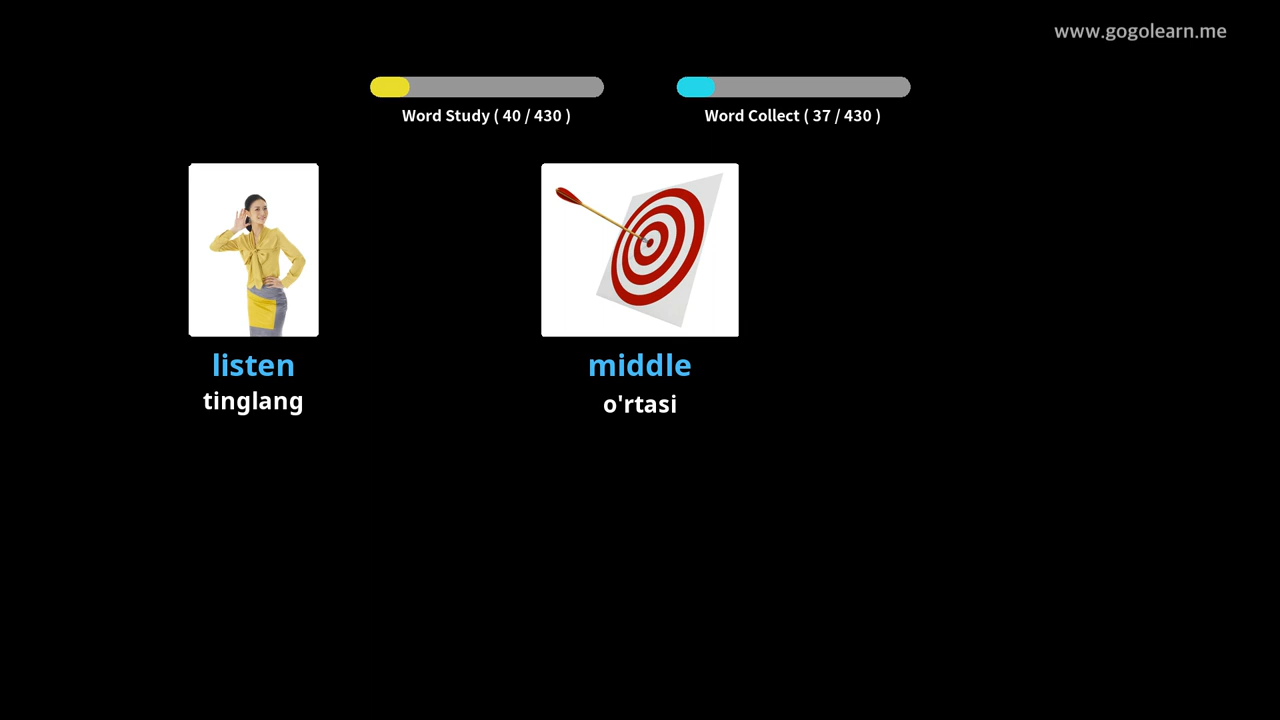 www.gogolearn.me
Word Study ( 40 / 430 )
Word Collect ( 37 / 430 )
listen
tinglang
middle
o'rtasi